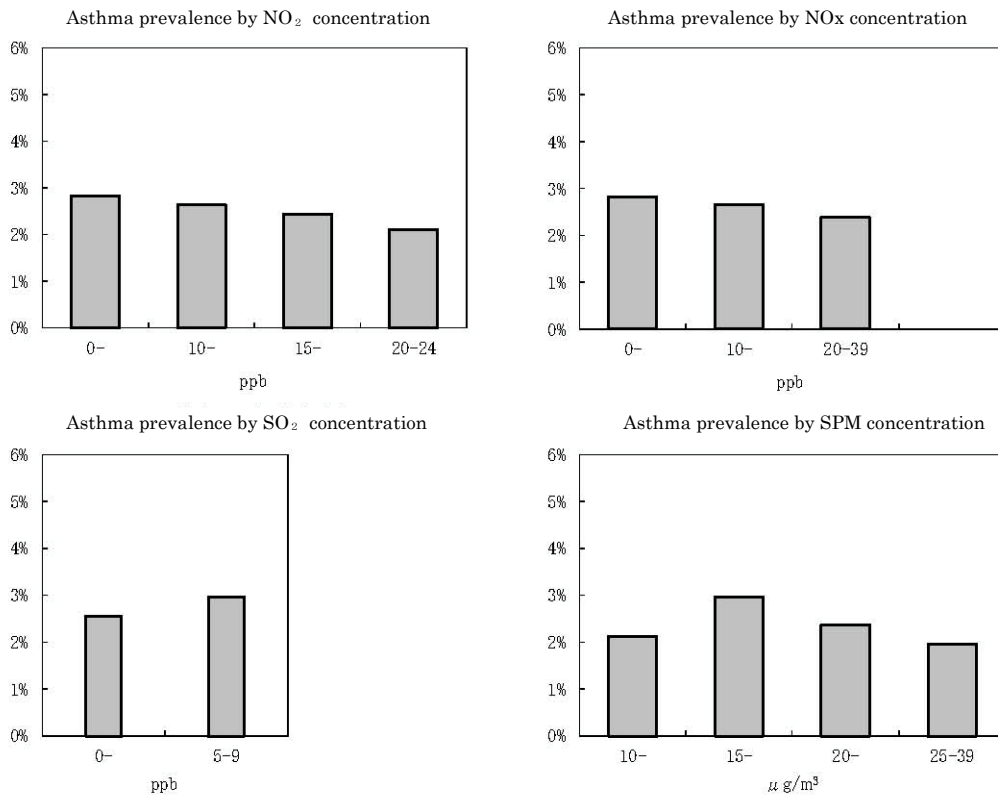 Asthma prevalence by NO₂ concentration
6%
5%
4%
3%
2%
1%
0%
0- 10- 15- 20-24
ppb
Asthma prevalence by NOx concentration
6%
5%
4%
3%
2%
1%
0%
0- 10- 20-39
ppb
Asthma prevalence by SO₂ concentration
6%
5%
4%
3%
2%
1%
0%
0- 5-9
ppb
Asthma prevalence by SPM concentration
6%
5%
4%
3%
2%
1%
0%
10- 15- 20- 25-39
μg/m³